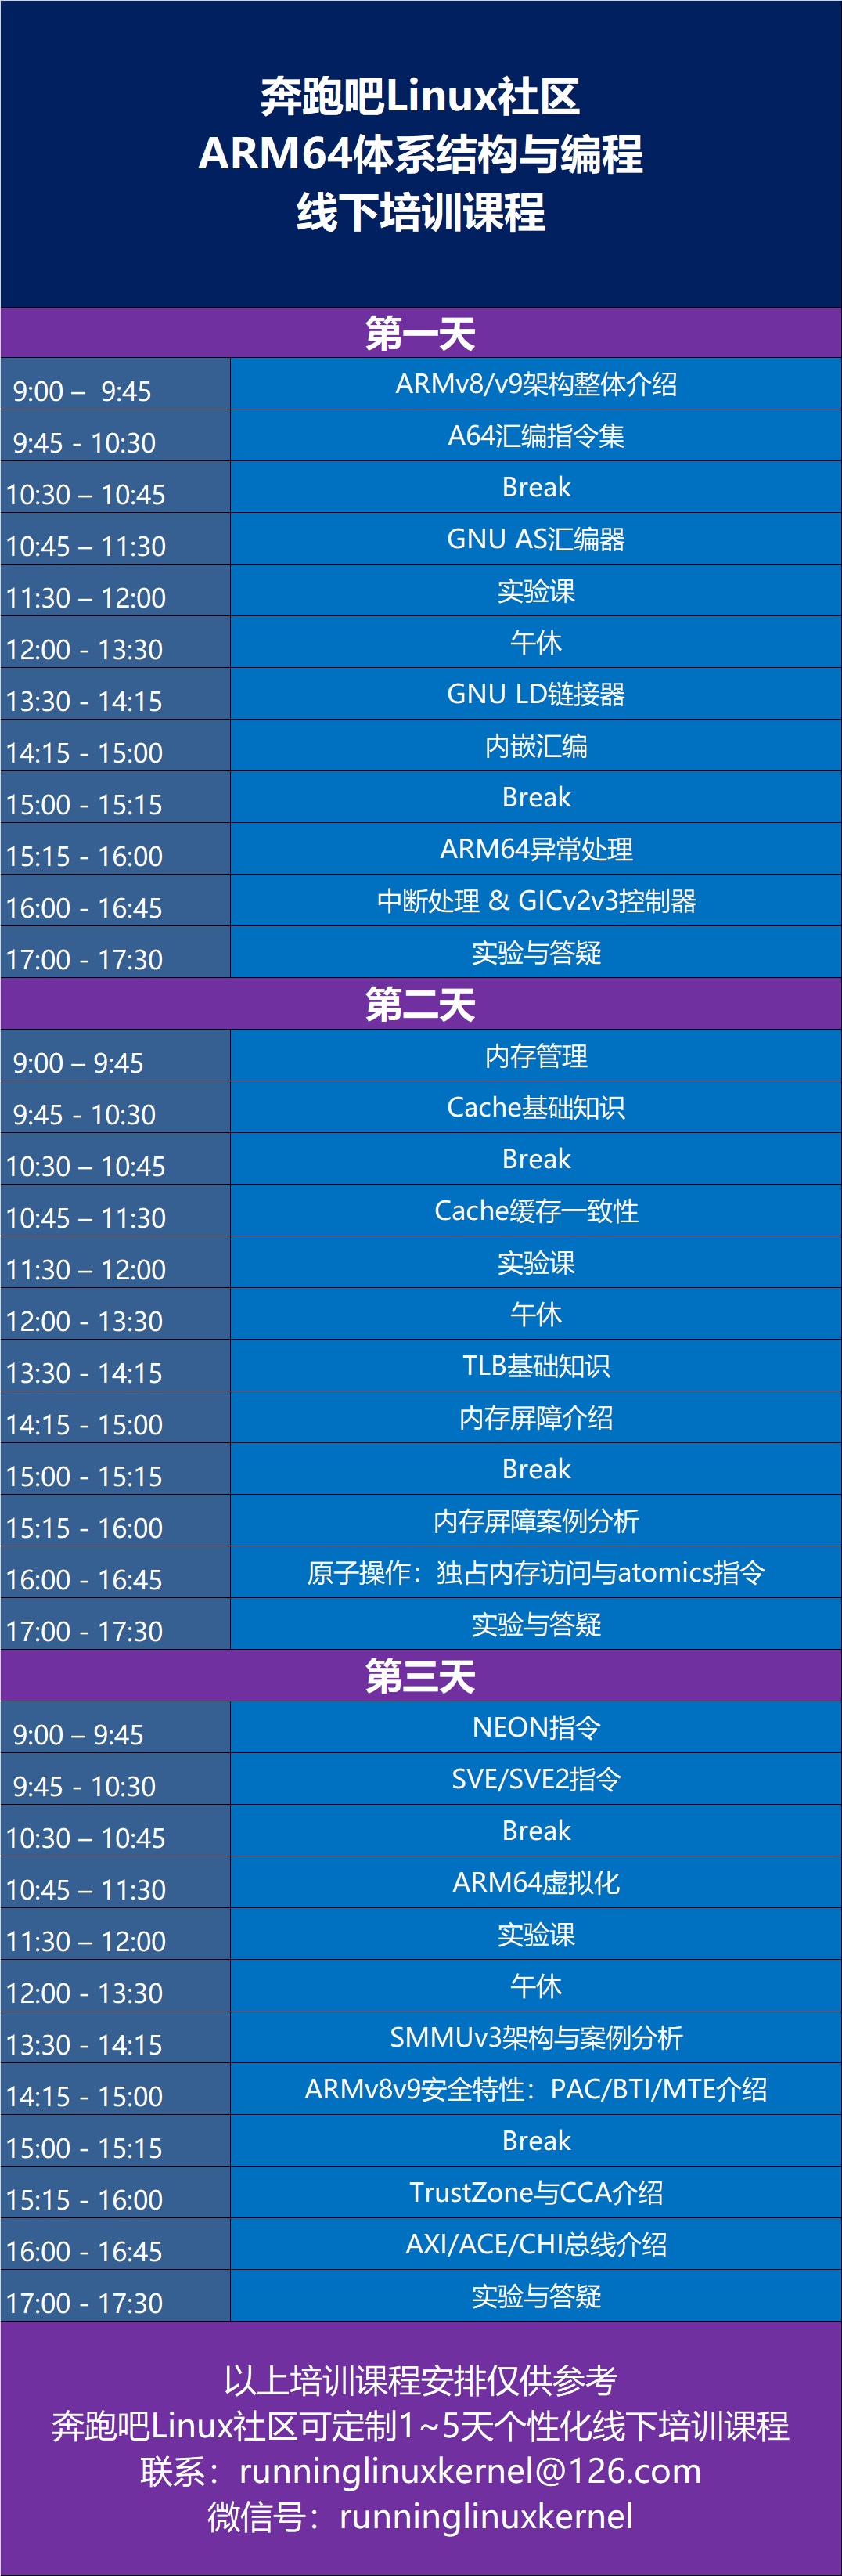 奔跑吧Linux社区
ARM64体系结构与编程
线下培训课程
第一天
9:00 – 9:45 ARMv8/v9架构整体介绍
9:45 - 10:30 A64汇编指令集
10:30 – 10:45 Break
10:45 – 11:30 GNU AS汇编器
11:30 – 12:00 实验课
12:00 - 13:30 午休
13:30 - 14:15 GNU LD链接器
14:15 - 15:00 内嵌汇编
15:00 - 15:15 Break
15:15 - 16:00 ARM64异常处理
16:00 - 16:45 中断处理 & GICv2v3控制器
17:00 - 17:30 实验与答疑
第二天
9:00 – 9:45 内存管理
9:45 - 10:30 Cache基础知识
10:30 – 10:45 Break
10:45 – 11:30 Cache缓存一致性
11:30 – 12:00 实验课
12:00 - 13:30 午休
13:30 - 14:15 TLB基础知识
14:15 - 15:00 内存屏障介绍
15:00 - 15:15 Break
15:15 - 16:00 内存屏障案例分析
16:00 - 16:45 原子操作：独占内存访问与atomics指令
17:00 - 17:30 实验与答疑
第三天
9:00 – 9:45 NEON指令
9:45 - 10:30 SVE/SVE2指令
10:30 – 10:45 Break
10:45 – 11:30 ARM64虚拟化
11:30 – 12:00 实验课
12:00 - 13:30 午休
13:30 - 14:15 SMMUv3架构与案例分析
14:15 - 15:00 ARMv8v9安全特性：PAC/BTI/MTE介绍
15:00 - 15:15 Break
15:15 - 16:00 TrustZone与CCA介绍
16:00 - 16:45 AXI/ACE/CHI总线介绍
17:00 - 17:30 实验与答疑
以上培训课程安排仅供参考
奔跑吧Linux社区可定制1~5天个性化线下培训课程
联系：runninglinuxkernel@126.com
微信号：runninglinuxkernel